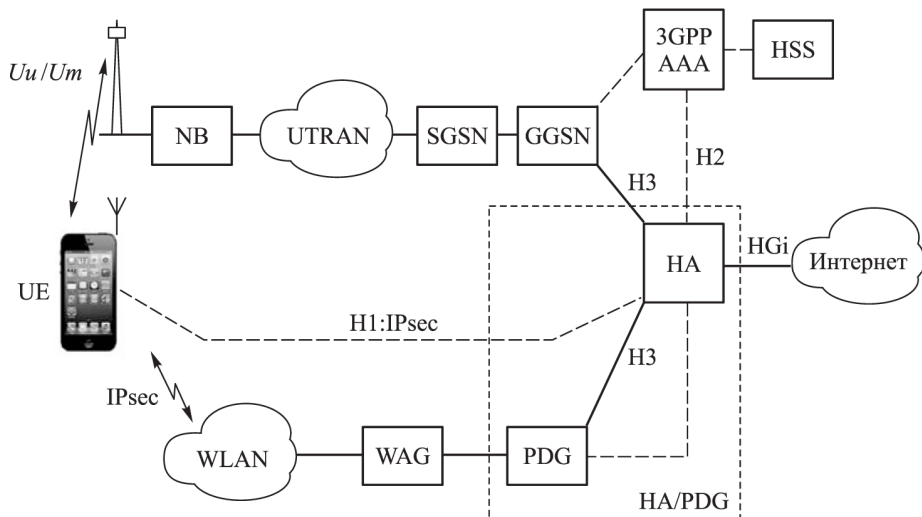 3GPP
AAA
HSS
Uu/Um
NB
UTRAN
SGSN
GGSN
H2
H3
HGi
HA
Интернет
UE
H1:IPsec
H3
IPsec
WLAN
WAG
PDG
HA/PDG